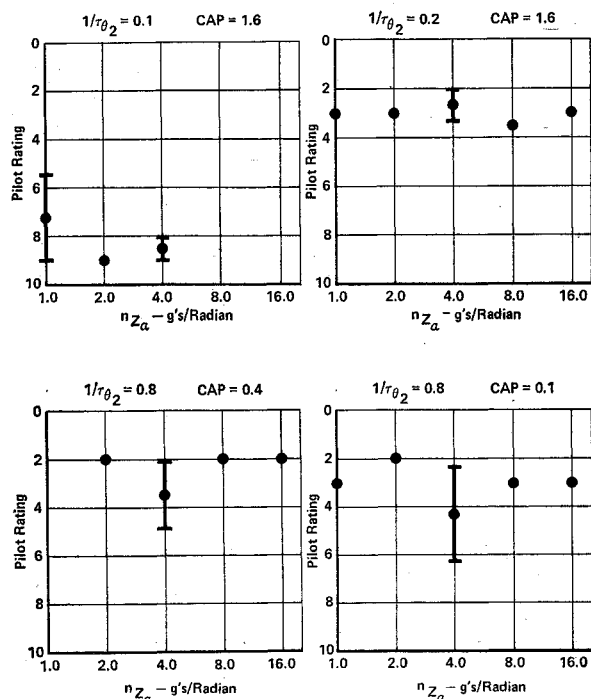 1/τθ2 = 0.1 CAP = 1.6
Pilot Rating
0
2
4
6
8
10
1.0 2.0 4.0 8.0 16.0
nZα – g's/Radian
1/τθ2 = 0.2 CAP = 1.6
Pilot Rating
0
2
4
6
8
10
1.0 2.0 4.0 8.0 16.0
nZα – g's/Radian
1/τθ2 = 0.8 CAP = 0.4
Pilot Rating
0
2
4
6
8
10
1.0 2.0 4.0 8.0 16.0
nZα – g's/Radian
1/τθ2 = 0.8 CAP = 0.1
Pilot Rating
0
2
4
6
8
10
1.0 2.0 4.0 8.0 16.0
nZα – g's/Radian